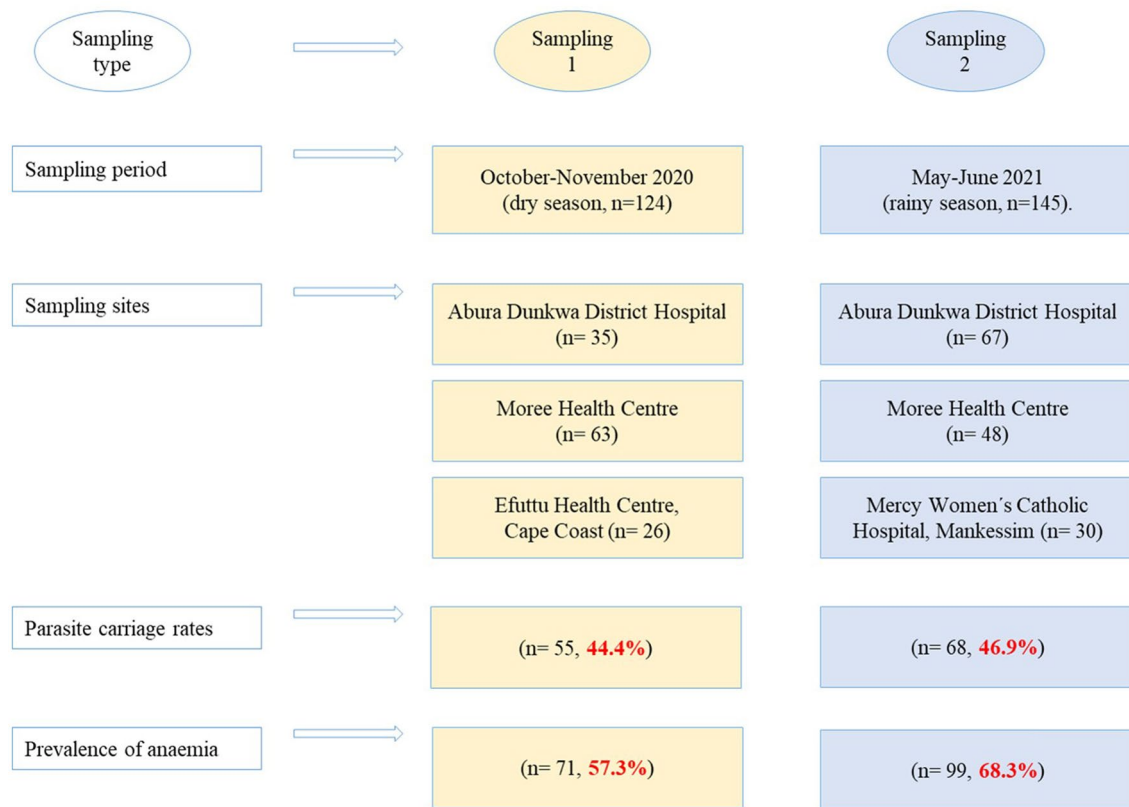 Sampling
type
Sampling
1
Sampling
2
Sampling period
October-November 2020
(dry season, n=124)
May-June 2021
(rainy season, n=145).
Sampling sites
Abura Dunkwa District Hospital
(n= 35)
Abura Dunkwa District Hospital
(n= 67)
Moree Health Centre
(n= 63)
Moree Health Centre
(n= 48)
Efuttu Health Centre,
Cape Coast (n= 26)
Mercy Women´s Catholic
Hospital, Mankessim (n= 30)
Parasite carriage rates
(n= 55, 44.4%)
(n= 68, 46.9%)
Prevalence of anaemia
(n= 71, 57.3%)
(n= 99, 68.3%)